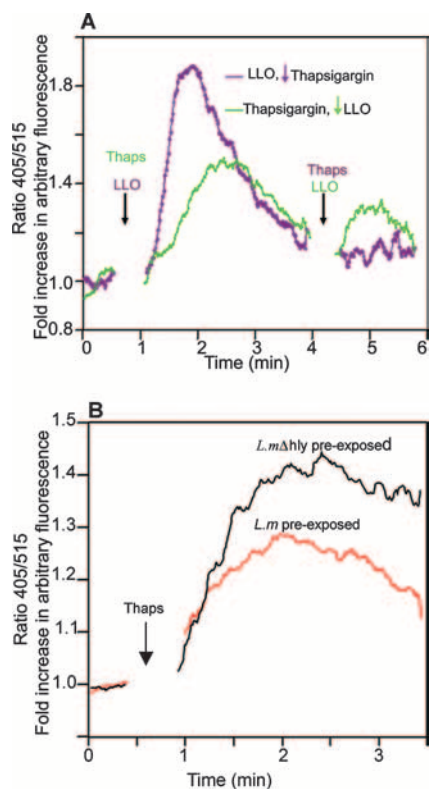 A
Ratio 405/515
Fold increase in arbitrary fluorescence
1.8
1.4
1.0
0.8
LLO, Thapsigargin
Thapsigargin, LLO
Thaps
LLO
Thaps
LLO
0 1 2 3 4 5 6
Time (min)
B
Ratio 405/515
Fold increase in arbitrary fluorescence
1.5
1.4
1.3
1.2
1.1
1.0
L.mΔhly pre-exposed
L.m pre-exposed
Thaps
0 1 2 3
Time (min)